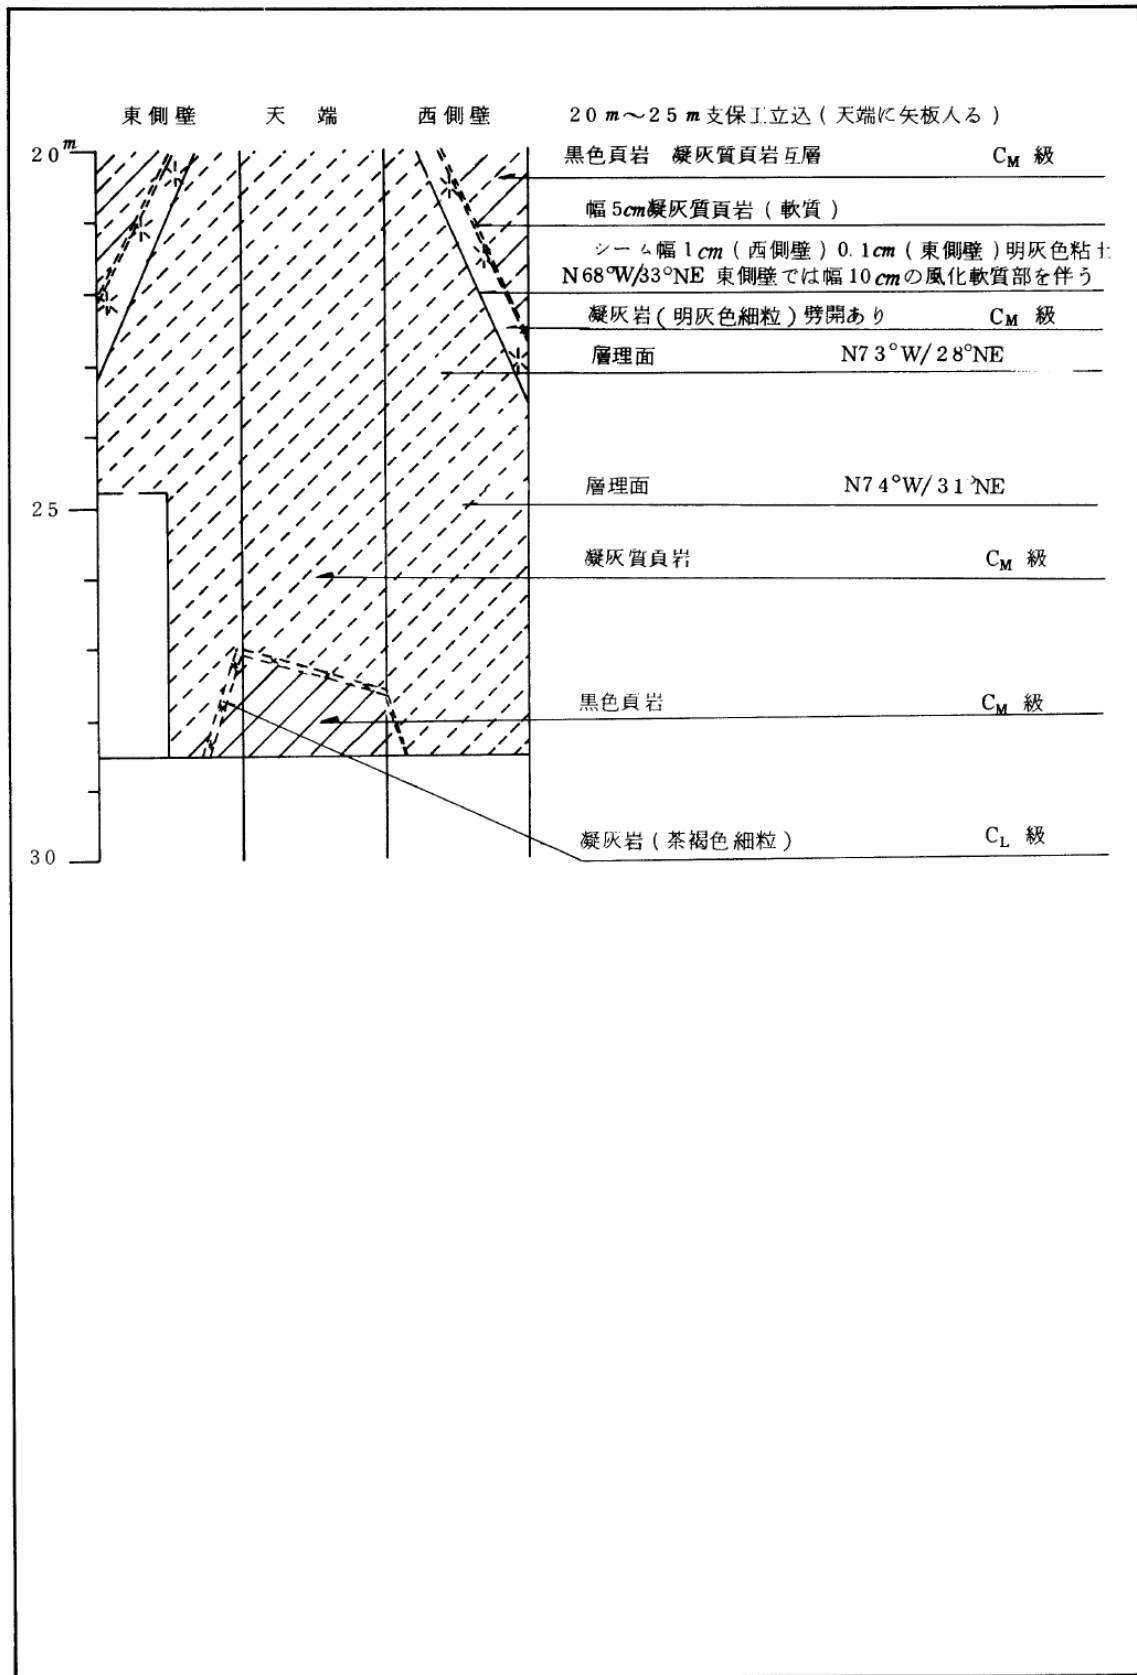 東側壁 天端 西側壁 20m〜25m支保工立込(天端に矢板入る)
20m
黒色頁岩 凝灰質頁岩互層 CM 級
幅5cm凝灰質頁岩(軟質)
シーム幅1cm(西側壁)0.1cm(東側壁)明灰色粘土
N68°W/33°NE 東側壁では幅10cmの風化軟質部を伴う
凝灰岩(明灰色細粒)劈開あり CM 級
層理面 N73°W/28°NE
層理面 N74°W/31°NE
25
凝灰質頁岩 CM 級
黒色頁岩 CM 級
凝灰岩(茶褐色細粒) CL 級
30